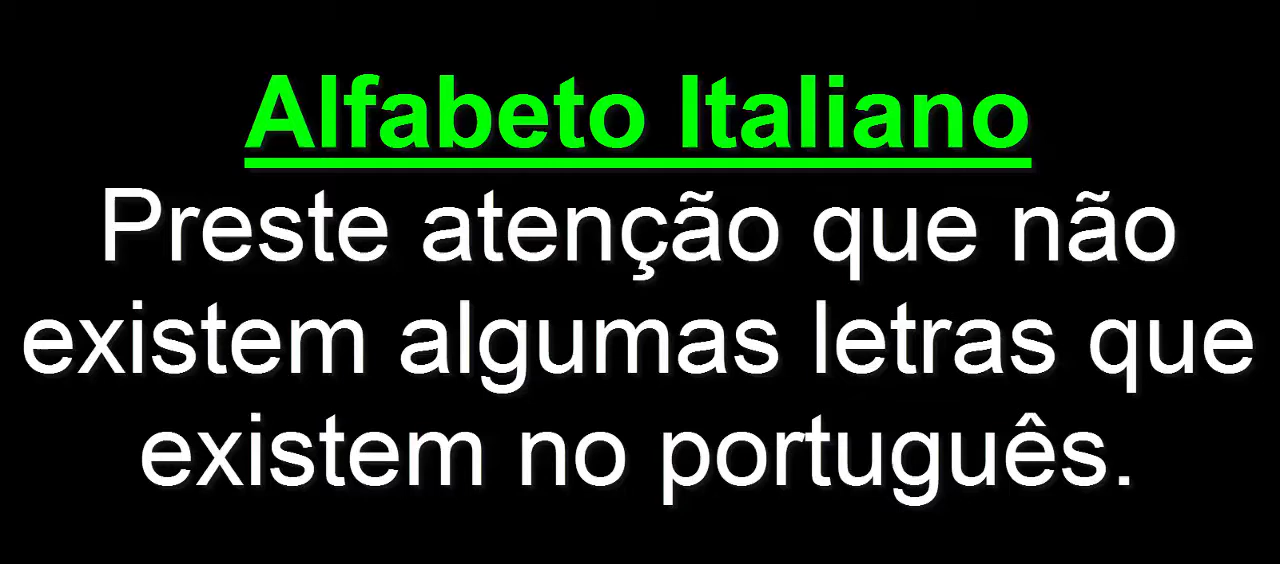 Alfabeto Italiano
Preste atenção que não
existem algumas letras que
existem no português.